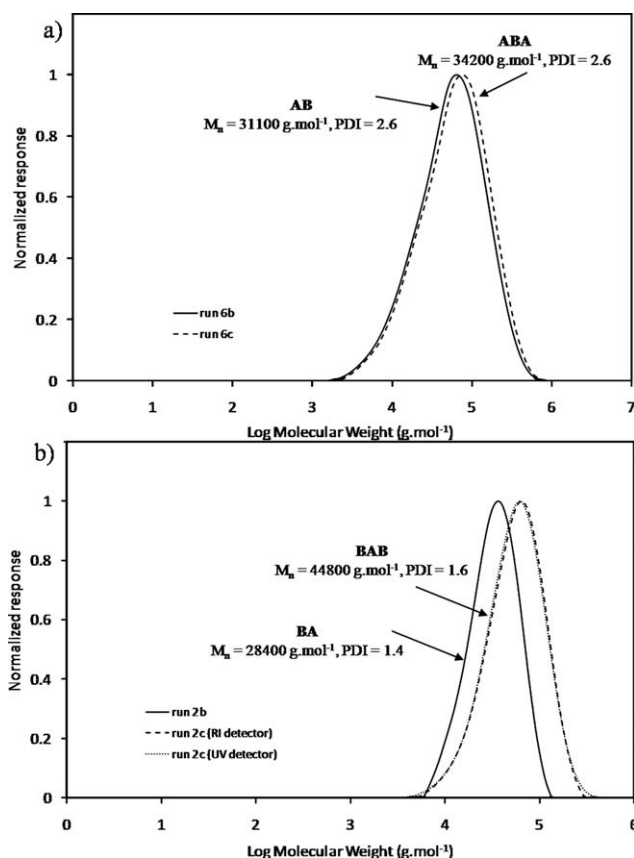 a)
ABA
Mₙ = 34200 g.mol⁻¹, PDI = 2.6
AB
Mₙ = 31100 g.mol⁻¹, PDI = 2.6
Normalized response
1
0.8
0.6
0.4
0.2
0
run 6b
run 6c
0 1 2 3 4 5 6 7
Log Molecular Weight (g.mol⁻¹)
b)
BAB
Mₙ = 44800 g.mol⁻¹, PDI = 1.6
BA
Mₙ = 28400 g.mol⁻¹, PDI = 1.4
Normalized response
1
0.8
0.6
0.4
0.2
0
run 2b
run 2c (RI detector)
run 2c (UV detector)
0 1 2 3 4 5 6
Log Molecular Weight (g.mol⁻¹)